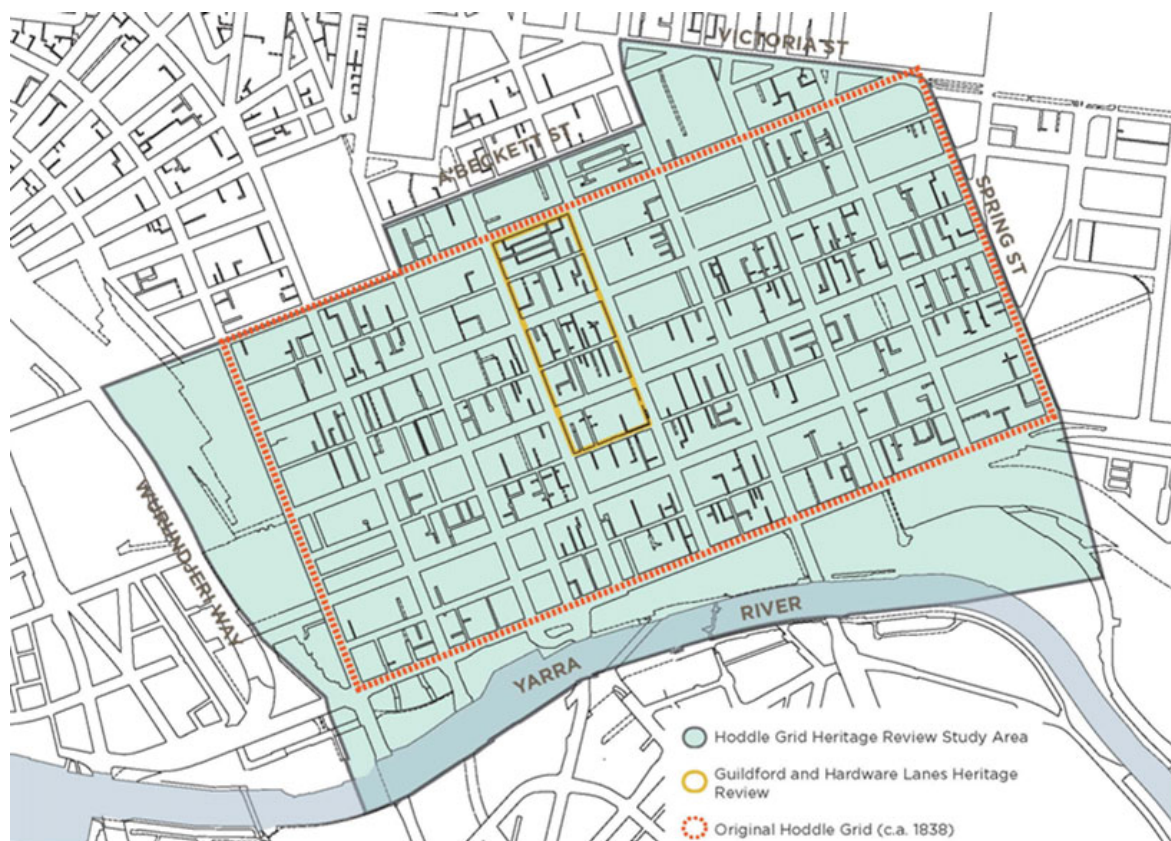 VICTORIA ST
A'BECKETT ST
SPRING ST
WURUNDJERI WAY
RIVER
YARRA
Hoddle Grid Heritage Review Study Area
Guildford and Hardware Lanes Heritage
Review
Original Hoddle Grid (c.a. 1838)